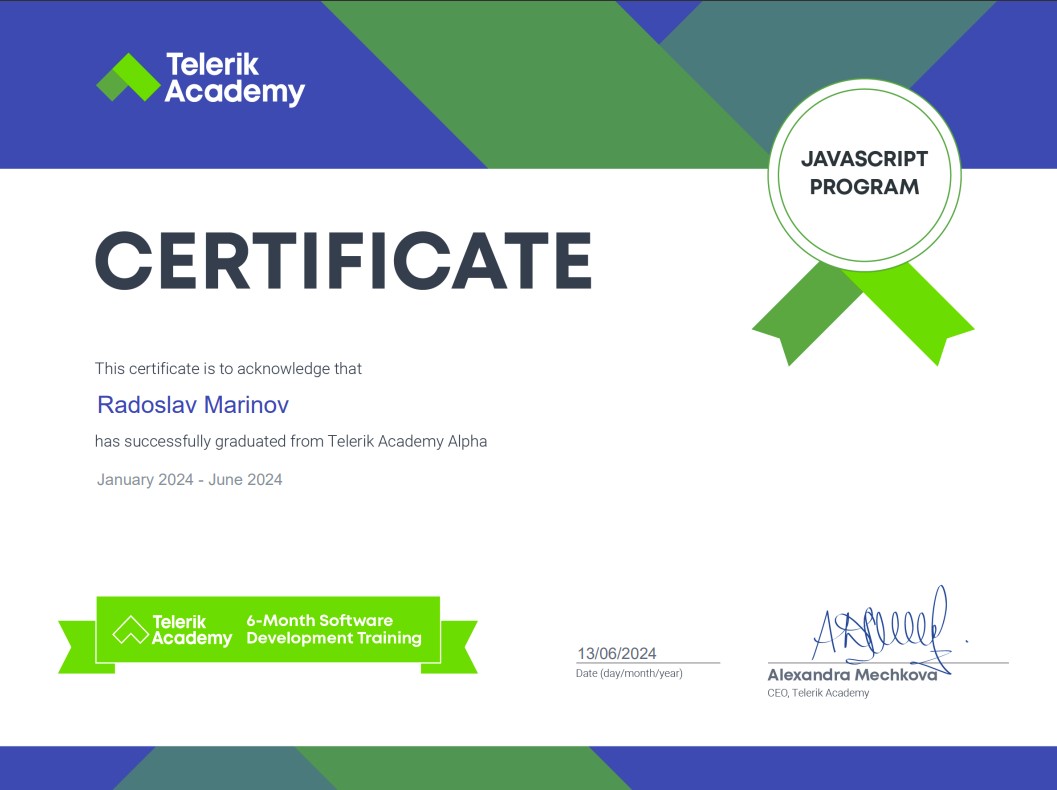 Telerik
Academy
JAVASCRIPT
PROGRAM
CERTIFICATE
This certificate is to acknowledge that
Radoslav Marinov
has successfully graduated from Telerik Academy Alpha
January 2024 - June 2024
Telerik
Academy
6-Month Software
Development Training
13/06/2024
Date (day/month/year)
Alexandra Mechkova
CEO, Telerik Academy